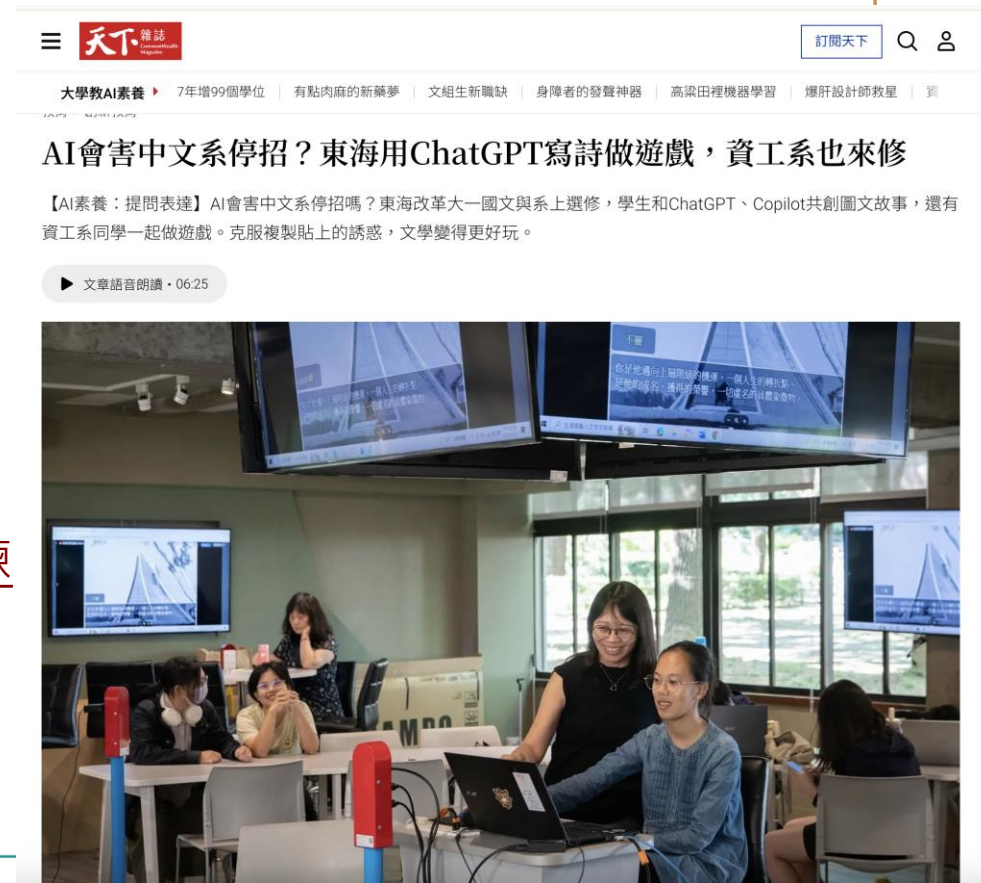 天下雜誌
CommonWealth
Magazine
訂閱天下
大學教AI素養
7年增99個學位
有點肉麻的新藥夢
文組生新職缺
身障者的發聲神器
高粱田裡機器學習
爆肝設計師救星
AI會害中文系停招？東海用ChatGPT寫詩做遊戲，資工系也來修
【AI素養：提問表達】AI會害中文系停招嗎？東海改革大一國文與系上選修，學生和ChatGPT、Copilot共創圖文故事，還有
資工系同學一起做遊戲。克服複製貼上的誘惑，文學變得更好玩。
文章語音朗讀・06:25